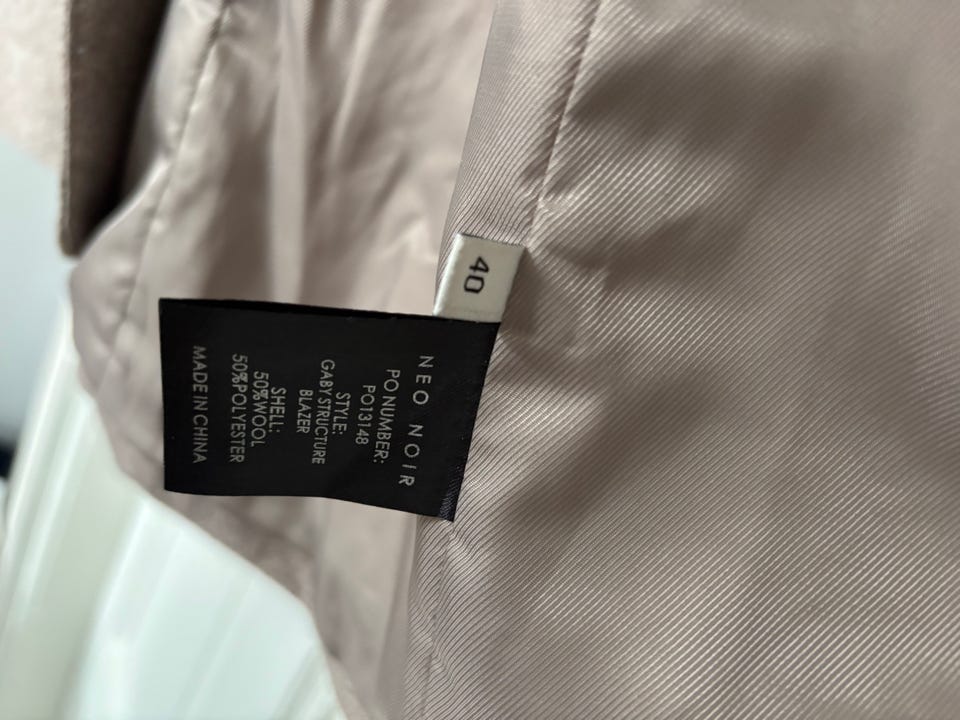 40
NEO NOIR
PO NUMBER:
PO13148
STYLE:
GABY STRUCTURE
BLAZER
SHELL:
50%WOOL
50%POLYESTER
MADE IN CHINA